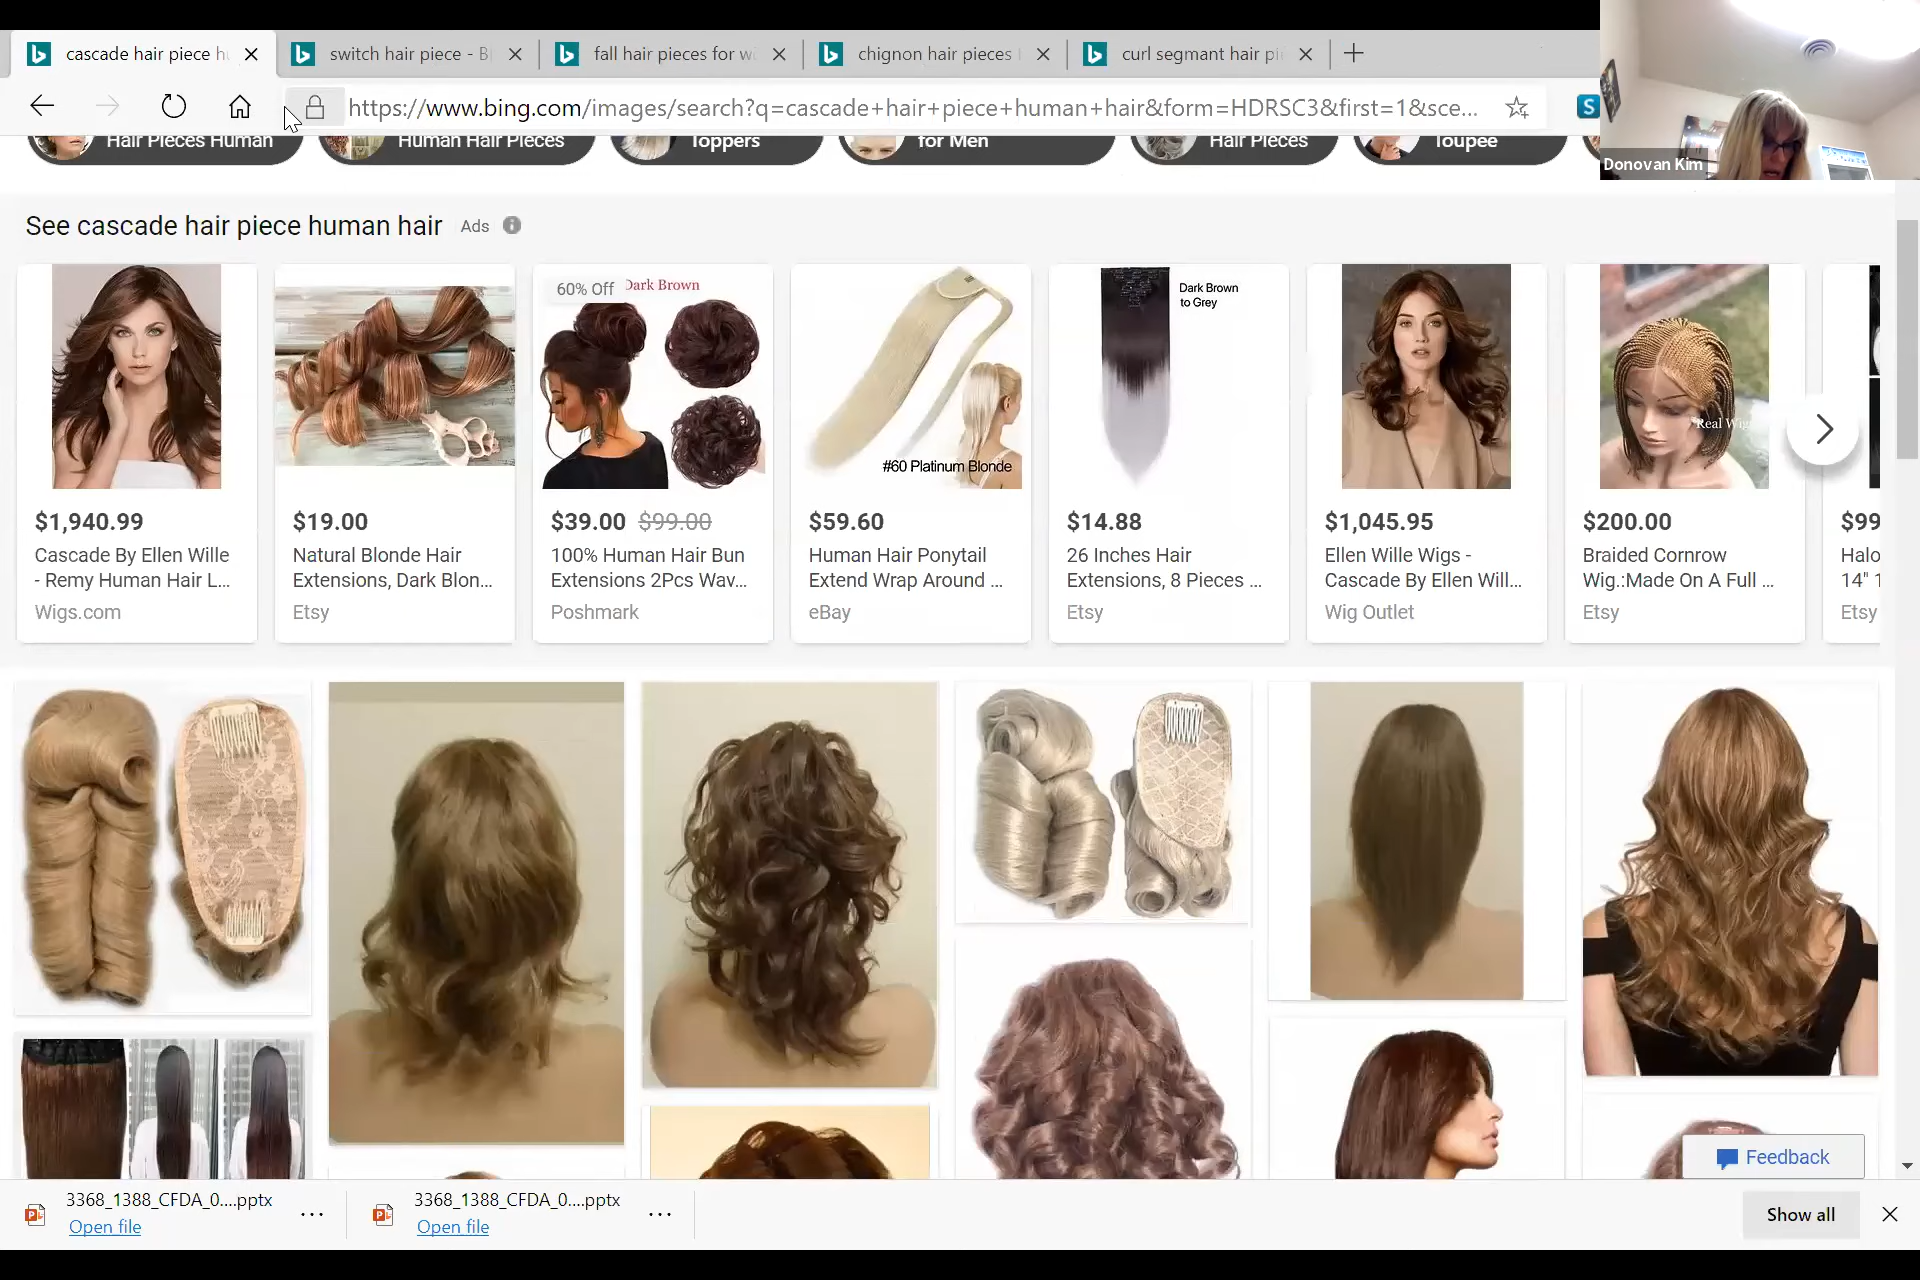 cascade hair piece h
switch hair piece - B
fall hair pieces for w
chignon hair pieces
curl segmant hair pi
https://www.bing.com/images/search?q=cascade+hair+piece+human+hair&form=HDRSC3&first=1&sce...
S
Donovan Kim
Hair Pieces Human
Human Hair Pieces
Toppers
for Men
Hair Pieces
Toupee
See cascade hair piece human hair Ads
60% Off Dark Brown
#60 Platinum Blonde
Dark Brown
to Grey
Real Wig
$1,940.99
Cascade By Ellen Wille
- Remy Human Hair L...
Wigs.com
$19.00
Natural Blonde Hair
Extensions, Dark Blon...
Etsy
$39.00 $99.00
100% Human Hair Bun
Extensions 2Pcs Wav...
Poshmark
$59.60
Human Hair Ponytail
Extend Wrap Around ...
eBay
$14.88
26 Inches Hair
Extensions, 8 Pieces ...
Etsy
$1,045.95
Ellen Wille Wigs -
Cascade By Ellen Will...
Wig Outlet
$200.00
Braided Cornrow
Wig.:Made On A Full ...
Etsy
$99
Halo
14" 1
Etsy
Feedback
3368_1388_CFDA_0....pptx
Open file
3368_1388_CFDA_0....pptx
Open file
Show all